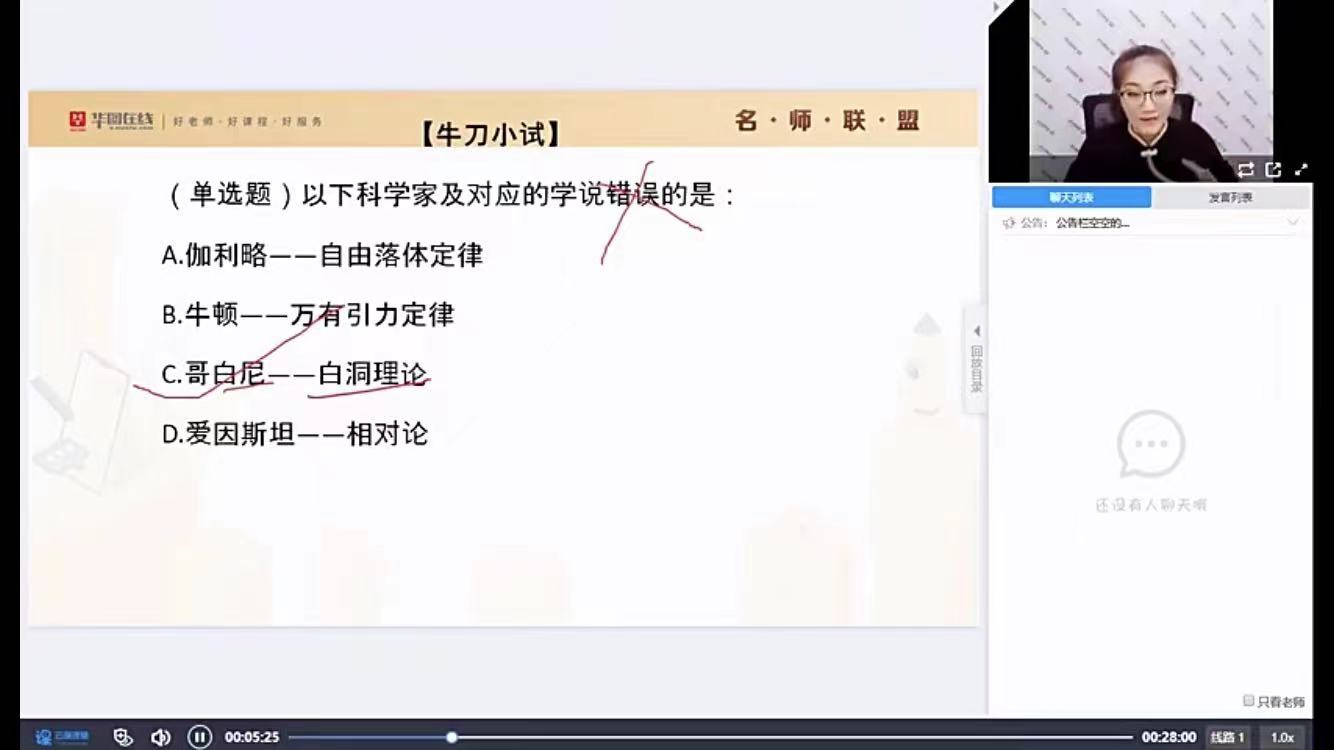 华图在线 好老师·好课程·好服务
【牛刀小试】
名·师·联·盟
（单选题）以下科学家及对应的学说错误的是：
A.伽利略——自由落体定律
B.牛顿——万有引力定律
C.哥白尼——白洞理论
D.爱因斯坦——相对论
聊天列表 发言列表
公告： 公告栏空空的...
回放目录
还没有人聊天哦
只看老师
00:05:25
00:28:00 线路1 1.0x